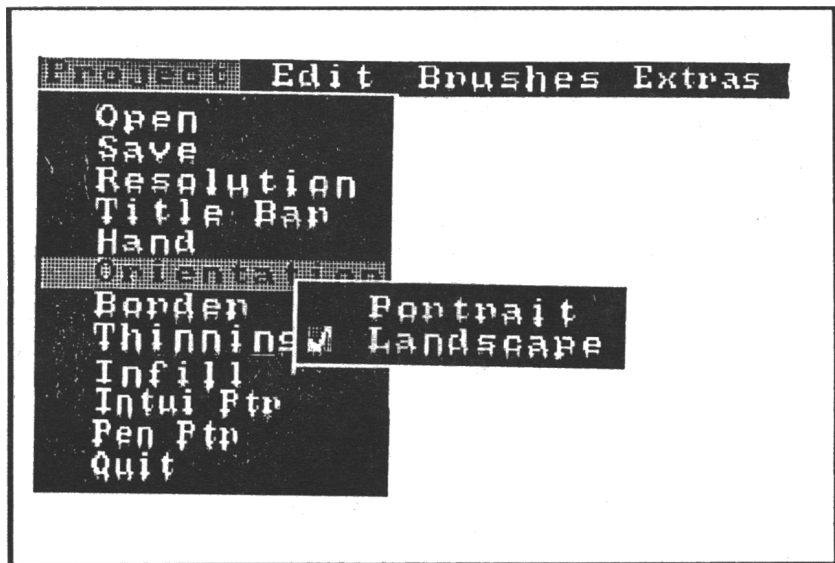 Project Edit Brushes Extras
Open
Save
Resolution
Title Bar
Hand
Orientation
Border
Portrait
Thinning
Landscape
Infill
Intui Ptr
Pen Ptr
Quit